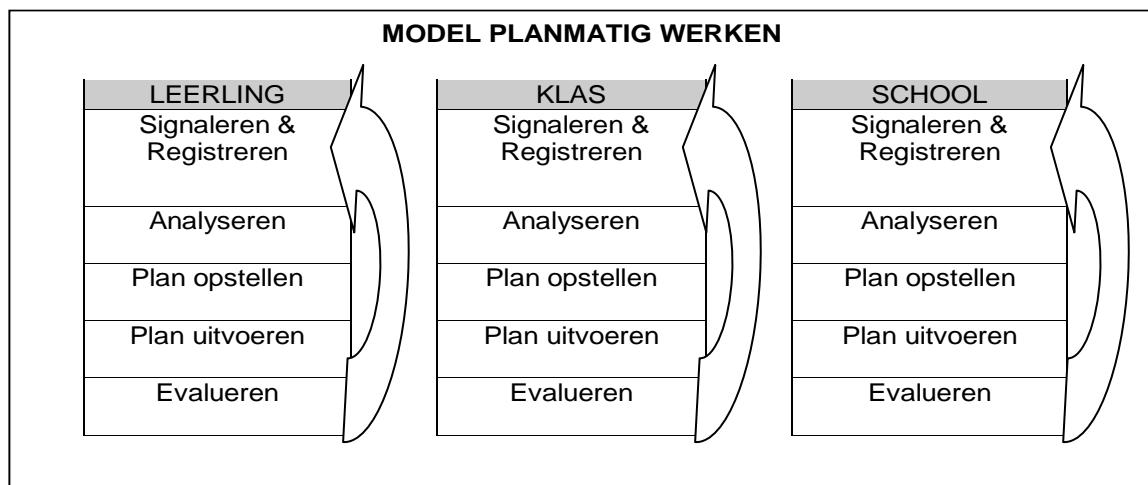 MODEL PLANMATIG WERKEN
LEERLING
Signaleren &
Registreren
Analyseren
Plan opstellen
Plan uitvoeren
Evalueren
KLAS
Signaleren &
Registreren
Analyseren
Plan opstellen
Plan uitvoeren
Evalueren
SCHOOL
Signaleren &
Registreren
Analyseren
Plan opstellen
Plan uitvoeren
Evalueren